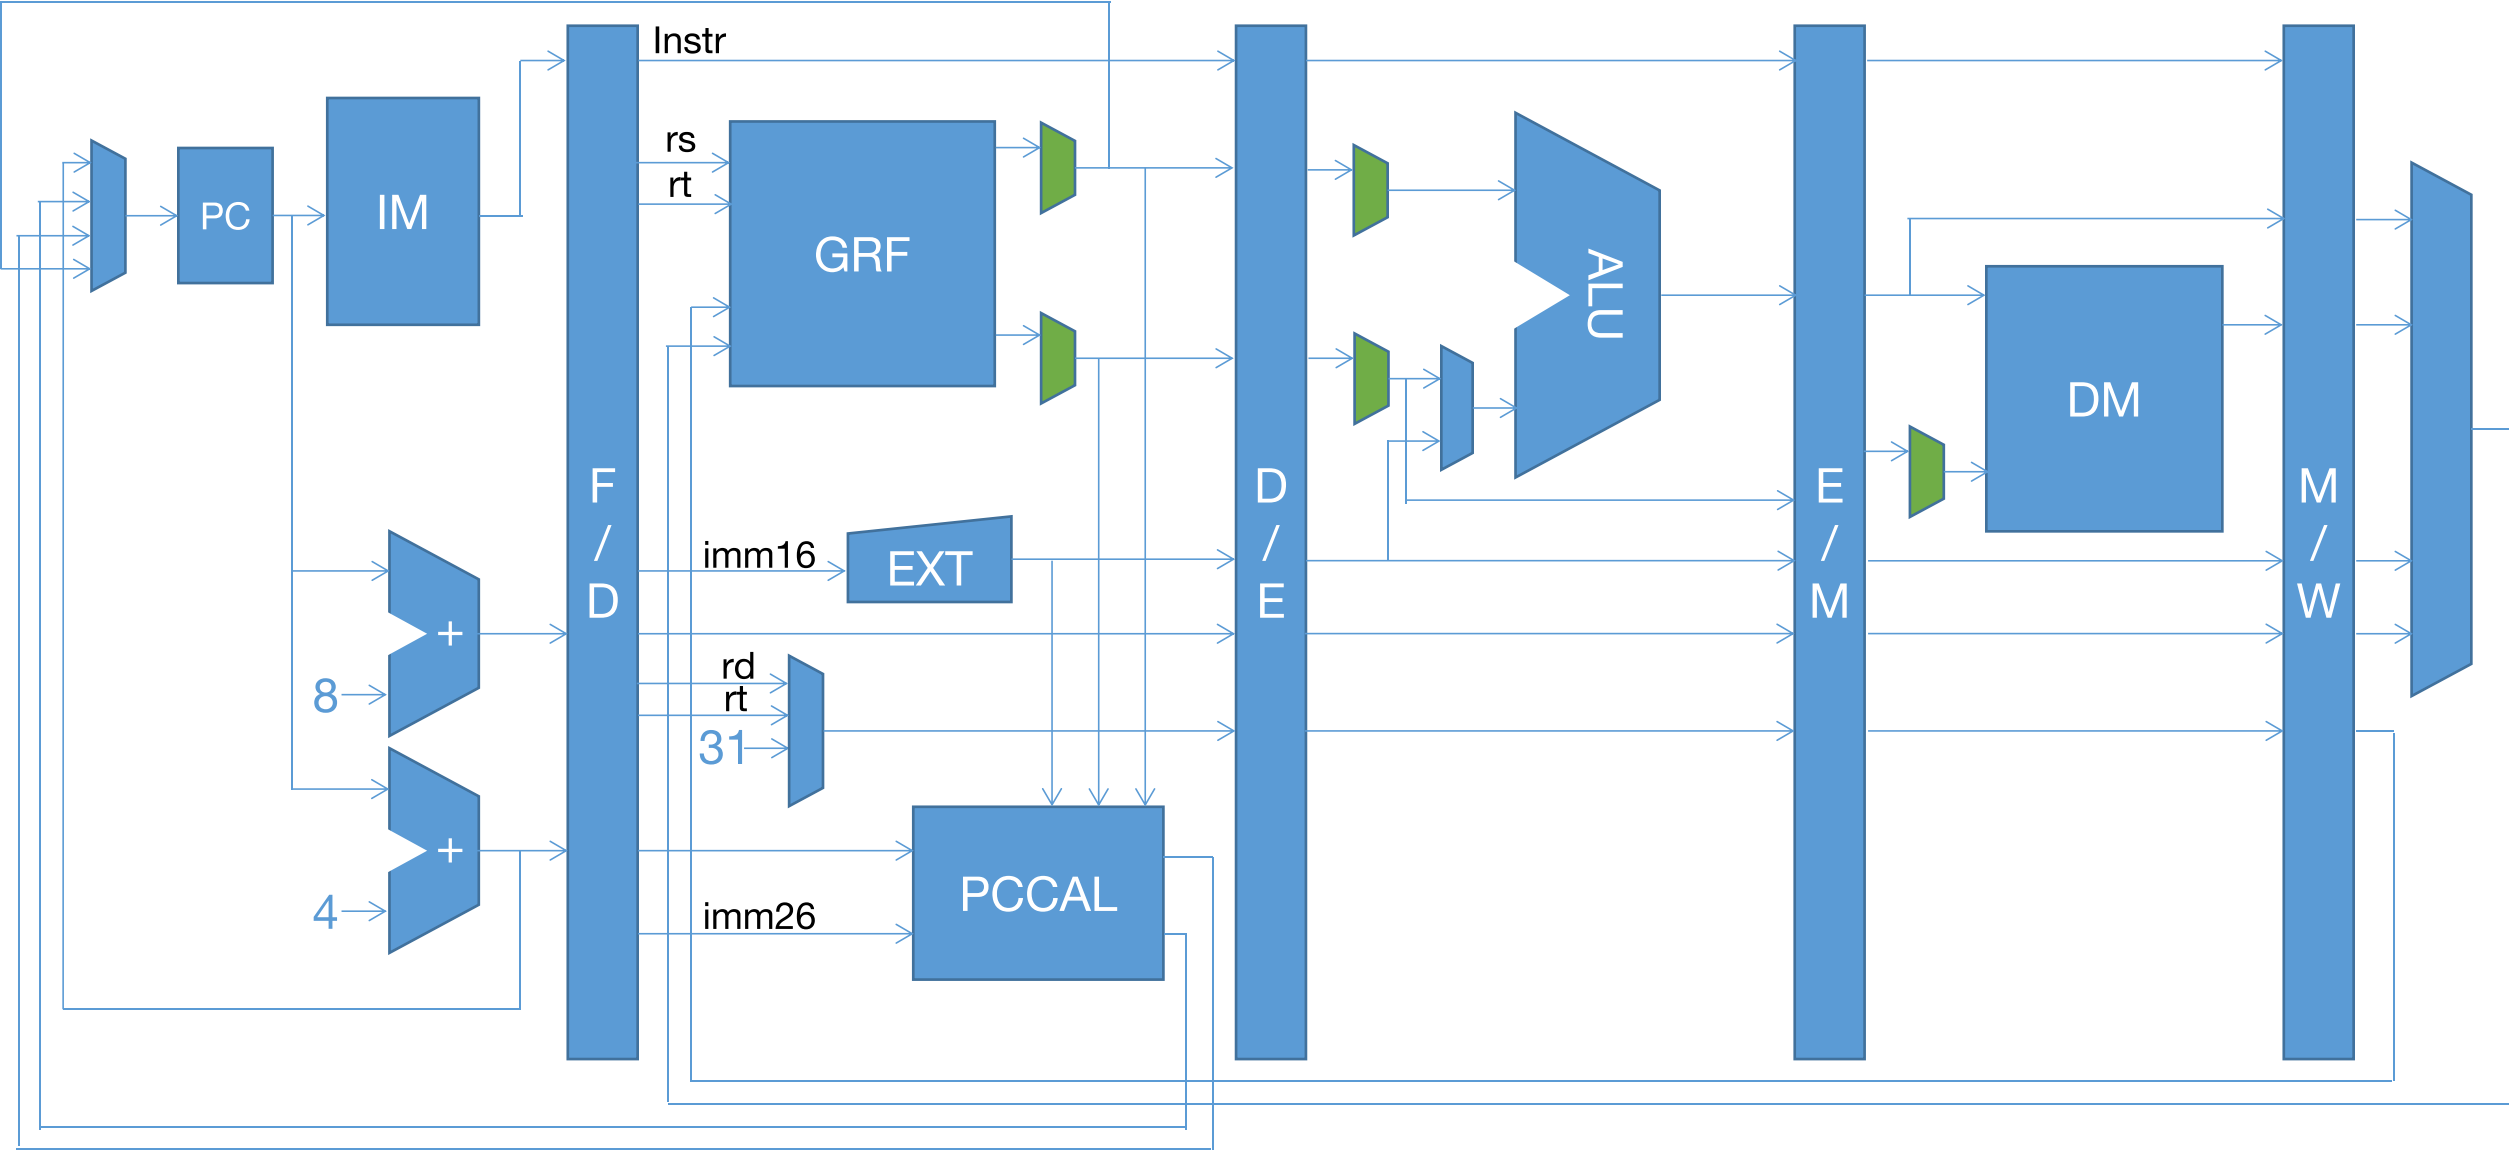 Instr
rs
rt
PC
IM
GRF
ALU
DM
F
/
D
D
/
E
E
/
M
M
/
W
imm16
EXT
+
8
rd
rt
31
+
4
PCCAL
imm26